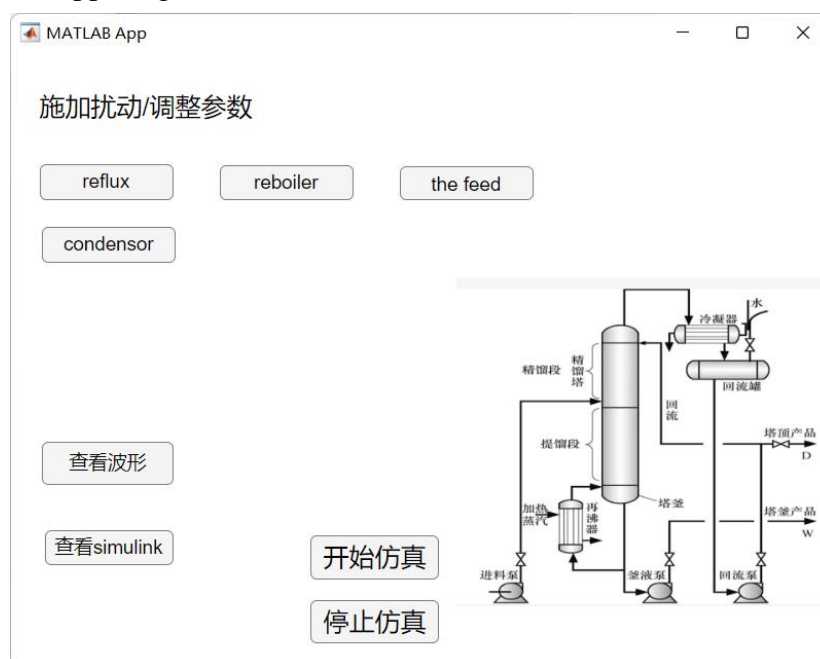 MATLAB App
施加扰动/调整参数
reflux
reboiler
the feed
condensor
查看波形
查看simulink
开始仿真
停止仿真
水
冷凝器
精馏段
精馏塔
回流罐
回流
提馏段
塔顶产品
D
塔釜
加热蒸汽
再沸器
塔釜产品
W
进料泵
釜液泵
回流泵